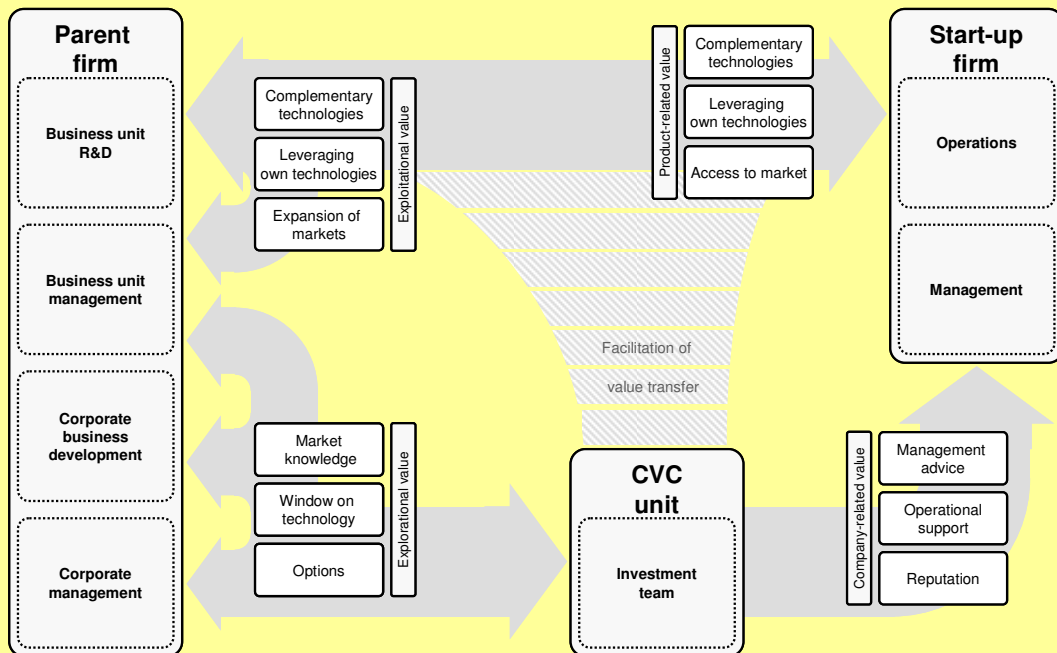 Parent
firm
Business unit
R&D
Business unit
management
Corporate
business
development
Corporate
management
Complementary
technologies
Leveraging
own technologies
Expansion of
markets
Exploitational value
Product-related value
Complementary
technologies
Leveraging
own technologies
Access to market
Start-up
firm
Operations
Management
Facilitation of
value transfer
Market
knowledge
Window on
technology
Options
Explorational value
CVC
unit
Investment
team
Company-related value
Management
advice
Operational
support
Reputation